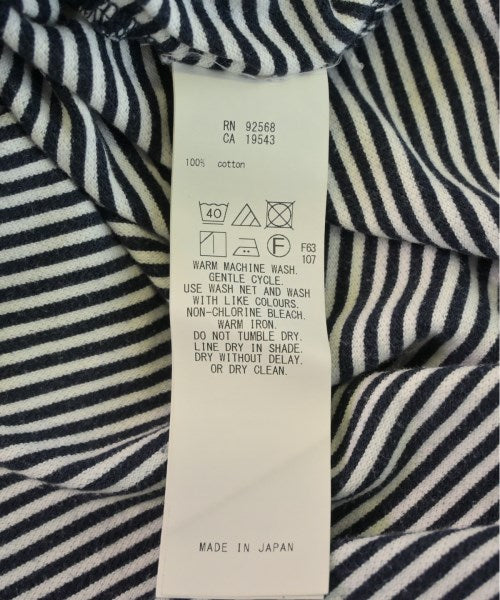 RN 92568
CA 19543
100% cotton
40
F F63
107
WARM MACHINE WASH.
GENTLE CYCLE.
USE WASH NET AND WASH
WITH LIKE COLOURS.
NON-CHLORINE BLEACH.
WARM IRON.
DO NOT TUMBLE DRY.
LINE DRY IN SHADE.
DRY WITHOUT DELAY.
OR DRY CLEAN.
MADE IN JAPAN